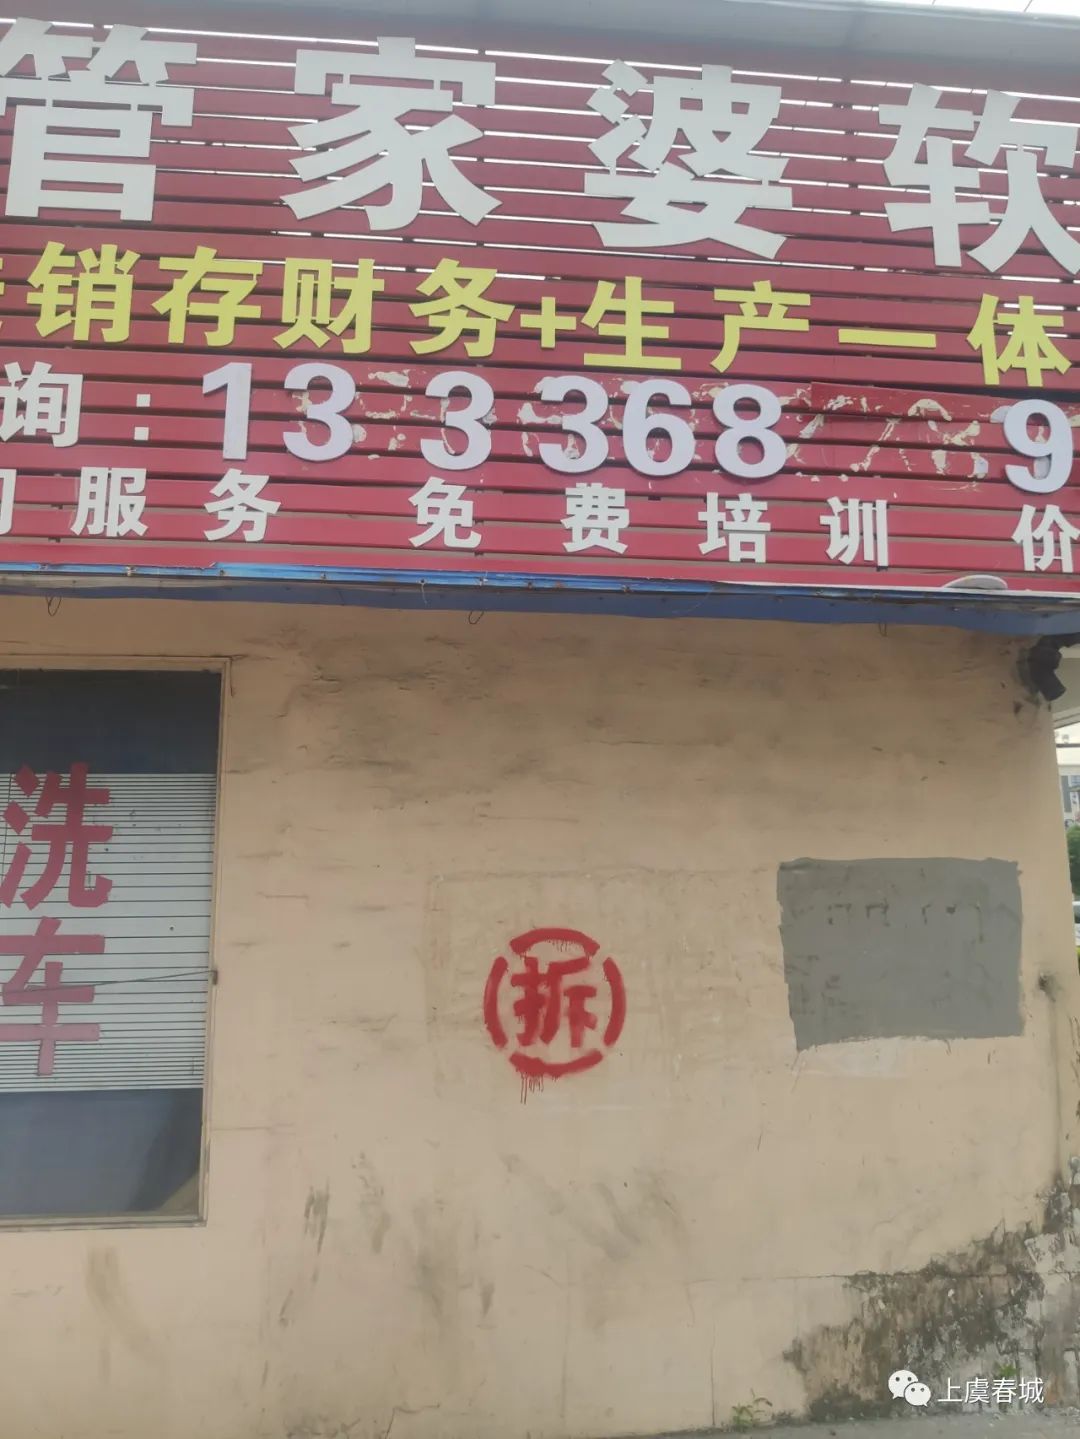 管家婆软
销存财务+生产一体
询:13 3 368 9
服务 免费培训 价
洗车
拆
上虞春城